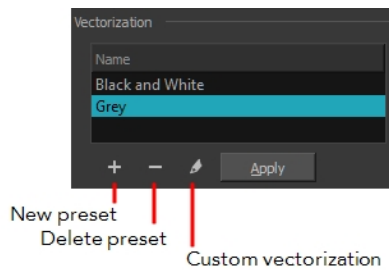 Vectorization
Name
Black and White
Grey
+ − Apply
New preset
Delete preset
Custom vectorization